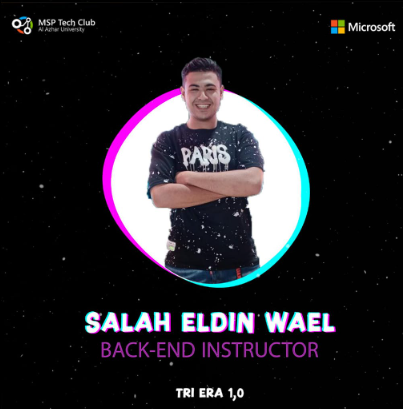 MSP Tech Club
Al Azhar University
Microsoft
PARIS
SALAH ELDIN WAEL
BACK-END INSTRUCTOR
TRI ERA 1,0